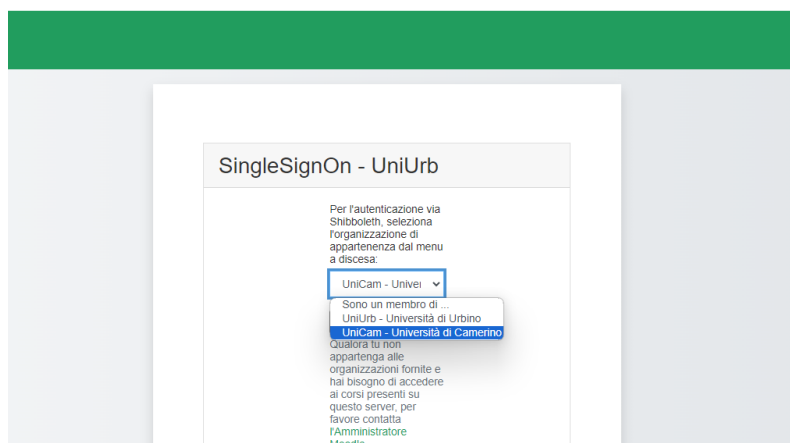 SingleSignOn - UniUrb
Per l'autenticazione via
Shibboleth, seleziona
l'organizzazione di
appartenenza dal menu
a discesa:
UniCam - Univer
Sono un membro di ...
UniUrb - Università di Urbino
UniCam - Università di Camerino
Qualora tu non
appartenga alle
organizzazioni fornite e
hai bisogno di accedere
ai corsi presenti su
questo server, per
favore contatta
l'Amministratore
Moodle